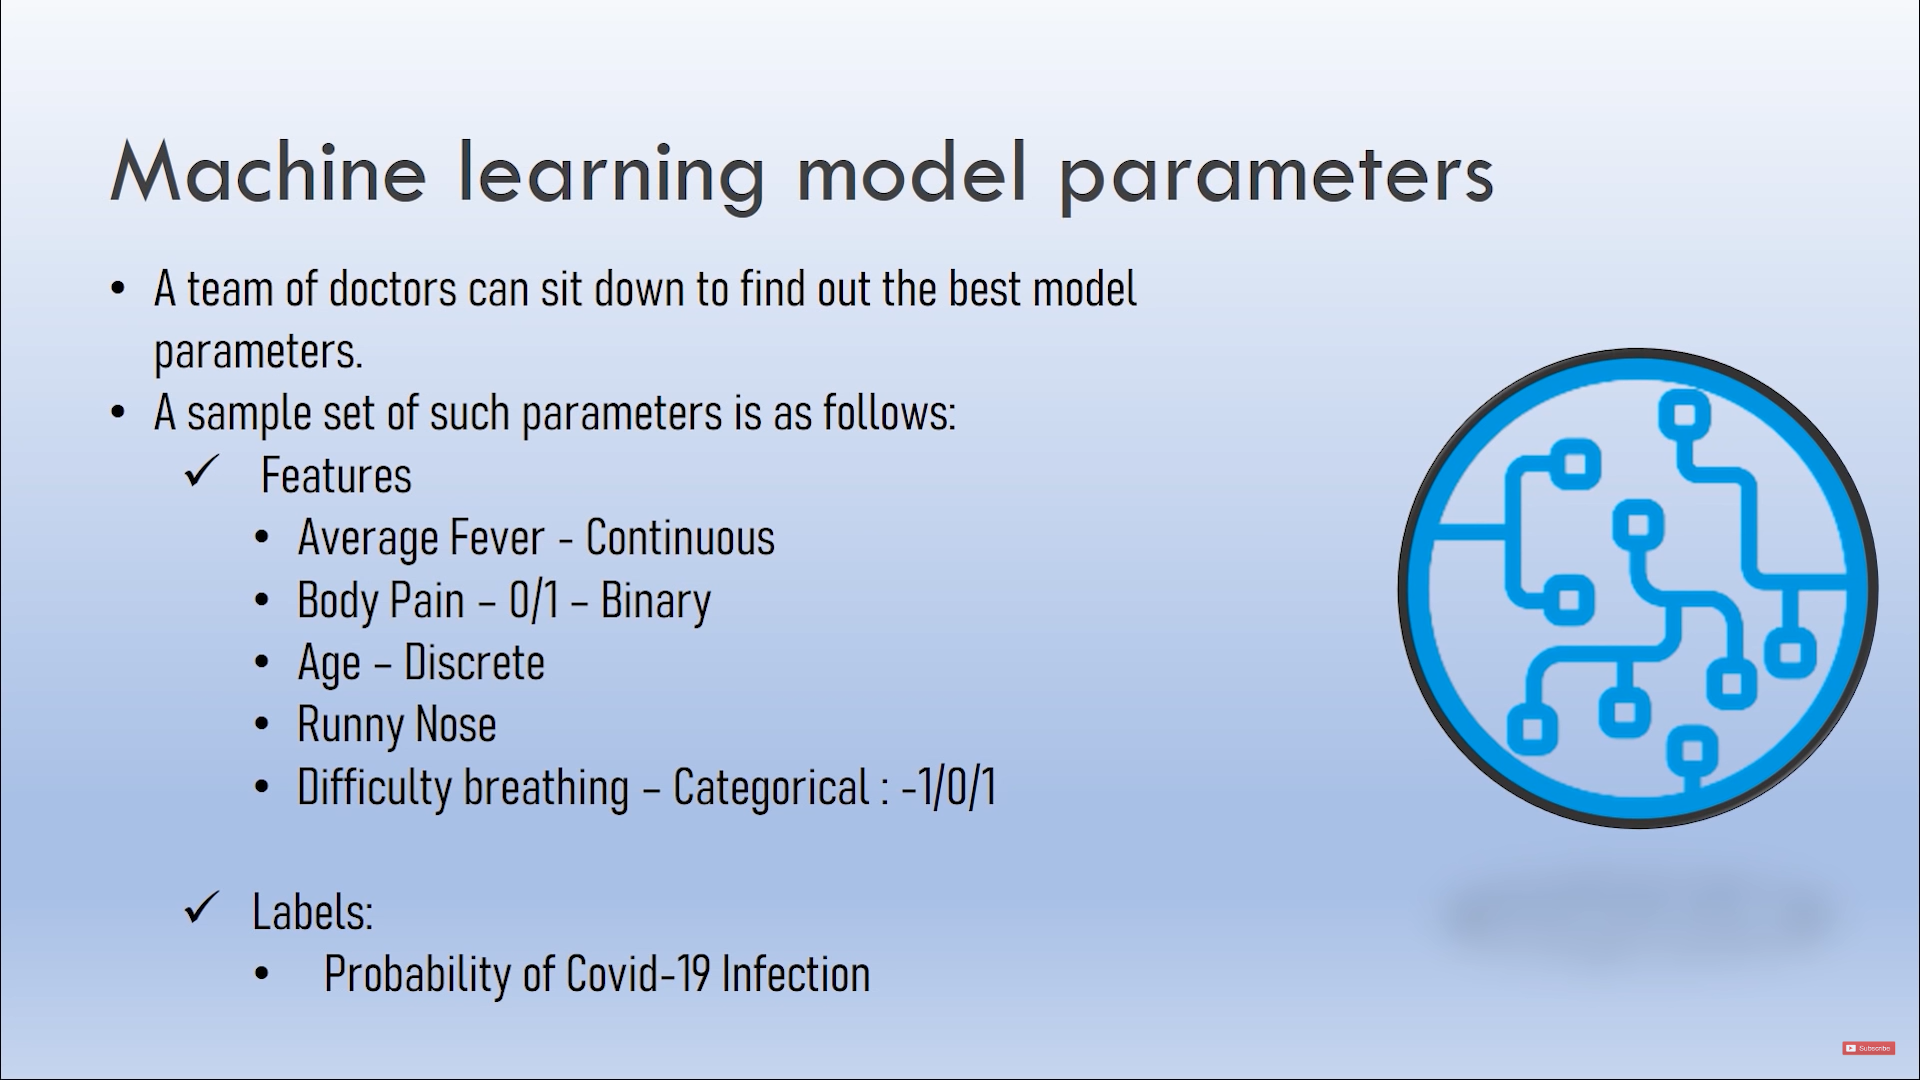 Machine learning model parameters
• A team of doctors can sit down to find out the best model
parameters.
• A sample set of such parameters is as follows:
✓ Features
• Average Fever - Continuous
• Body Pain – 0/1 – Binary
• Age – Discrete
• Runny Nose
• Difficulty breathing – Categorical : -1/0/1
✓ Labels:
• Probability of Covid-19 Infection
Subscribe